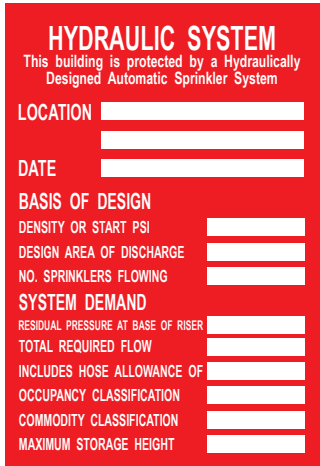 HYDRAULIC SYSTEM
This building is protected by a Hydraulically
Designed Automatic Sprinkler System
LOCATION
DATE
BASIS OF DESIGN
DENSITY OR START PSI
DESIGN AREA OF DISCHARGE
NO. SPRINKLERS FLOWING
SYSTEM DEMAND
RESIDUAL PRESSURE AT BASE OF RISER
TOTAL REQUIRED FLOW
INCLUDES HOSE ALLOWANCE OF
OCCUPANCY CLASSIFICATION
COMMODITY CLASSIFICATION
MAXIMUM STORAGE HEIGHT